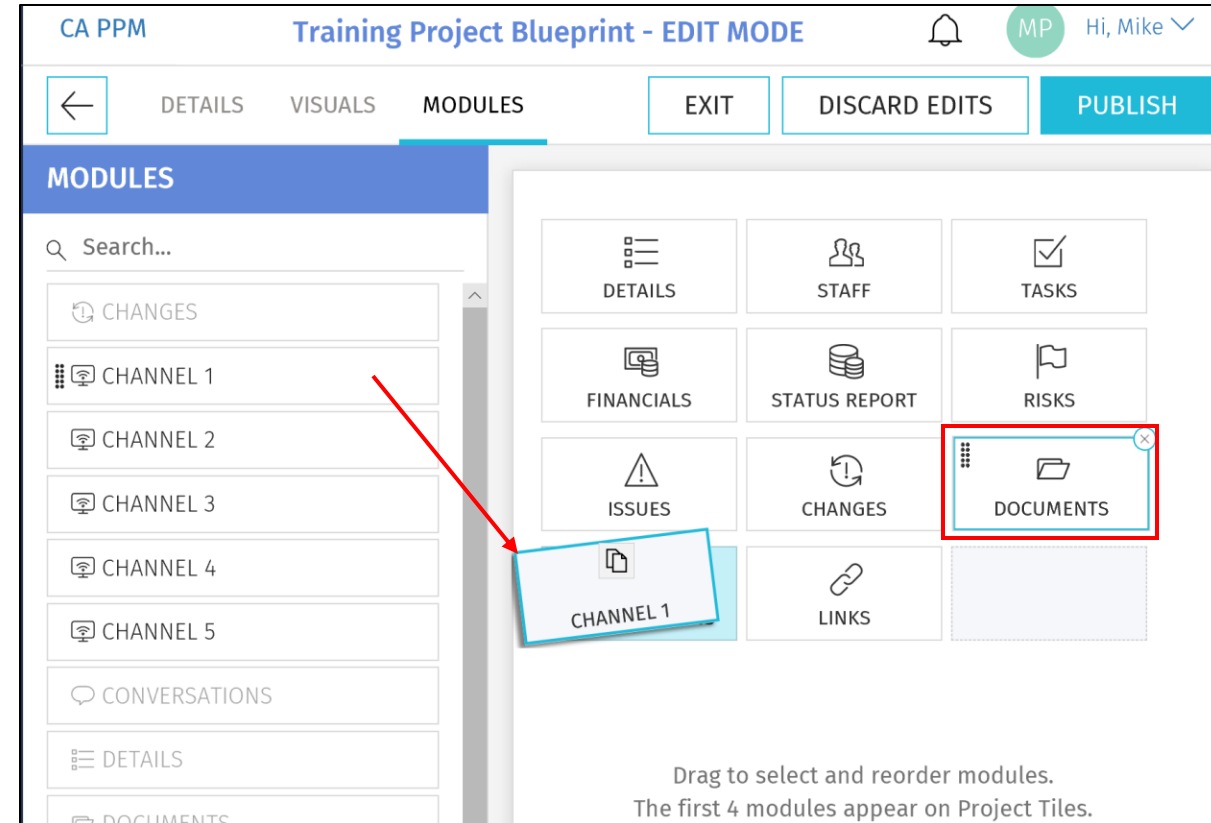 CA PPM
Training Project Blueprint - EDIT MODE
MP
Hi, Mike
DETAILS
VISUALS
MODULES
EXIT
DISCARD EDITS
PUBLISH
MODULES
Search...
CHANGES
CHANNEL 1
CHANNEL 2
CHANNEL 3
CHANNEL 4
CHANNEL 5
CONVERSATIONS
DETAILS
DOCUMENTS
DETAILS
STAFF
TASKS
FINANCIALS
STATUS REPORT
RISKS
ISSUES
CHANGES
DOCUMENTS
CHANNEL 1
LINKS
Drag to select and reorder modules.
The first 4 modules appear on Project Tiles.